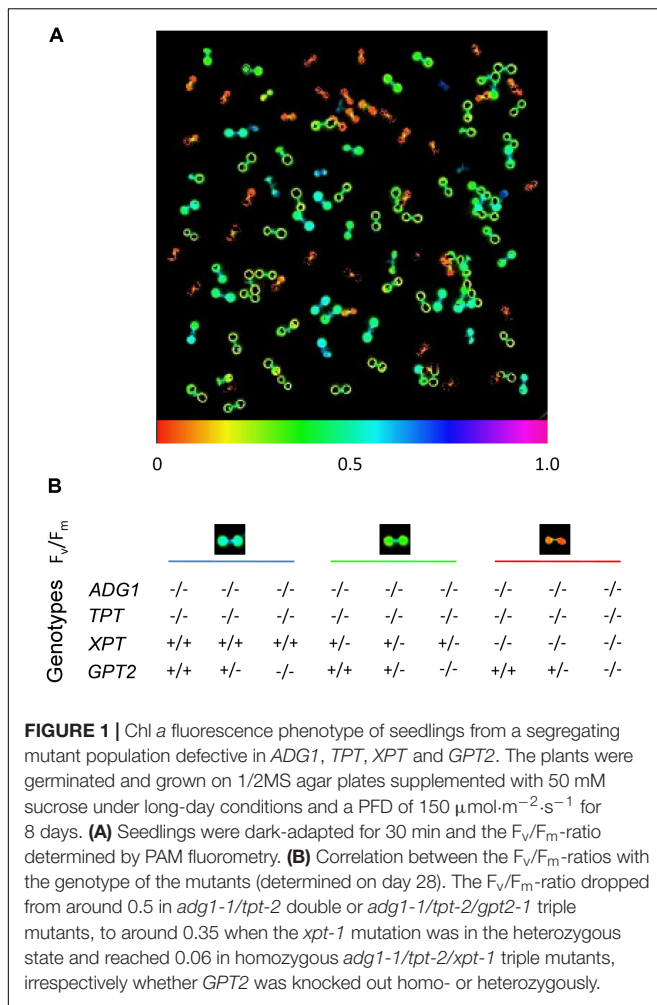 A
0 0.5 1.0
B
Fv/Fm
Genotypes
ADG1 -/- -/- -/- -/- -/- -/- -/- -/- -/-
TPT -/- -/- -/- -/- -/- -/- -/- -/- -/-
XPT +/+ +/+ +/+ +/- +/- +/- -/- -/- -/-
GPT2 +/+ +/- -/- +/+ +/- -/- +/+ +/- -/-
FIGURE 1 | Chl a fluorescence phenotype of seedlings from a segregating
mutant population defective in ADG1, TPT, XPT and GPT2. The plants were
germinated and grown on 1/2MS agar plates supplemented with 50 mM
sucrose under long-day conditions and a PFD of 150 μmol·m⁻²·s⁻¹ for
8 days. (A) Seedlings were dark-adapted for 30 min and the Fv/Fm-ratio
determined by PAM fluorometry. (B) Correlation between the Fv/Fm-ratios with
the genotype of the mutants (determined on day 28). The Fv/Fm-ratio dropped
from around 0.5 in adg1-1/tpt-2 double or adg1-1/tpt-2/gpt2-1 triple
mutants, to around 0.35 when the xpt-1 mutation was in the heterozygous
state and reached 0.06 in homozygous adg1-1/tpt-2/xpt-1 triple mutants,
irrespectively whether GPT2 was knocked out homo- or heterozygously.